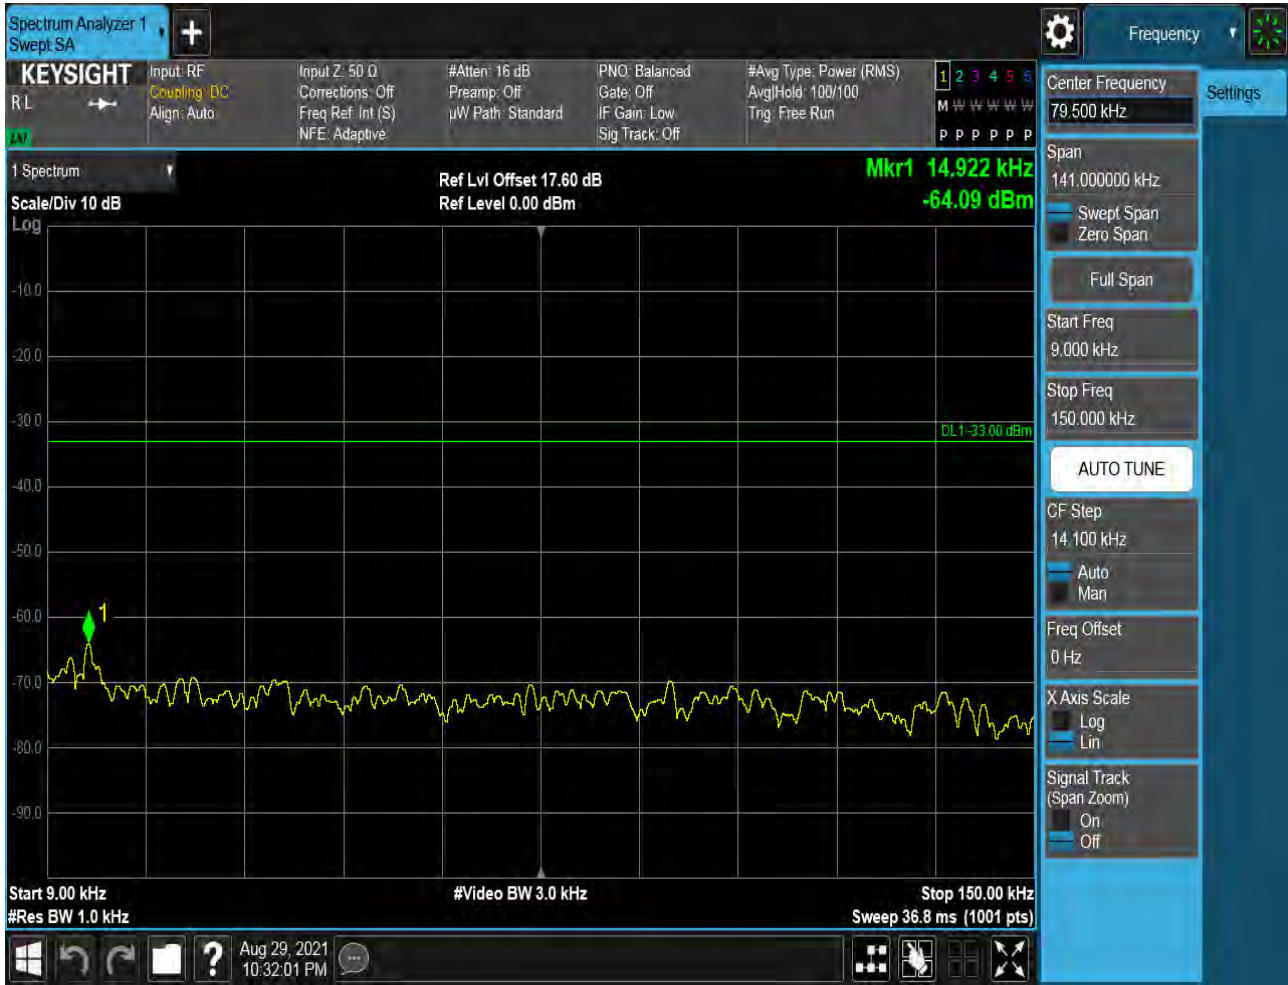 Spectrum Analyzer 1
Swept SA
Frequency
KEYSIGHT
R L
LXI
Input: RF
Coupling: DC
Align: Auto
Input Z: 50 Ω
Corrections: Off
Freq Ref: Int (S)
NFE: Adaptive
#Atten: 16 dB
Preamp: Off
µW Path: Standard
PNO: Balanced
Gate: Off
IF Gain: Low
Sig Track: Off
#Avg Type: Power (RMS)
Avg|Hold: 100/100
Trig: Free Run
1 2 3 4 5 6
M W W W W W
P P P P P P
1 Spectrum
Scale/Div 10 dB
Log
Ref Lvl Offset 17.60 dB
Ref Level 0.00 dBm
Mkr1 14.922 kHz
-64.09 dBm
-10.0
-20.0
-30.0
DL1 -33.00 dBm
-40.0
-50.0
-60.0
1
-70.0
-80.0
-90.0
Start 9.00 kHz
#Res BW 1.0 kHz
#Video BW 3.0 kHz
Stop 150.00 kHz
Sweep 36.8 ms (1001 pts)
Center Frequency
79.500 kHz
Settings
Span
141.000000 kHz
Swept Span
Zero Span
Full Span
Start Freq
9.000 kHz
Stop Freq
150.000 kHz
AUTO TUNE
CF Step
14.100 kHz
Auto
Man
Freq Offset
0 Hz
X Axis Scale
Log
Lin
Signal Track
(Span Zoom)
On
Off
?
Aug 29, 2021
10:32:01 PM